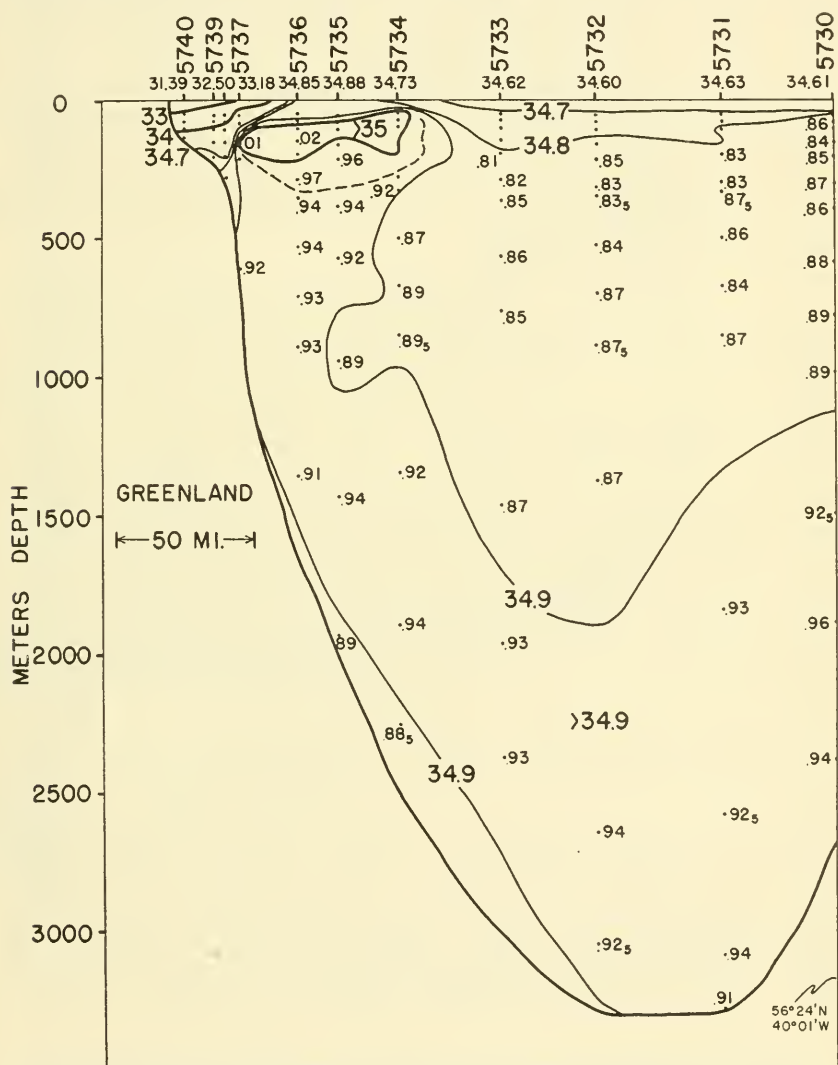 5740 5739 5737 5736 5735 5734 5733 5732 5731 5730
31.39 32.50 33.18 34.85 34.88 34.73 34.62 34.60 34.63 34.61
0
33
34
34.7
.01 .02 >35
34.7
34.8
.86
.84
.96 .81 .85 .83 .85
.97 .92 .82 .83 .83 .87
.94 .94 .85 .83₅ .87₅ .86
500
.94 .92 .87 .86 .84 .86 .88
.92
.93 .89 .85 .87 .84 .89
.93 .89 .89₅ .87₅ .87 .89
1000
.91 .94 .92 .86 .87 .92₅
GREENLAND
1500
50 MI.
METERS DEPTH
34.9
.89 .94 .93 .93 .96
2000
>34.9
.88₅ .93 .94
34.9
2500
.94 .92₅
3000
.92₅ .94
.91
56°24'N
40°01'W